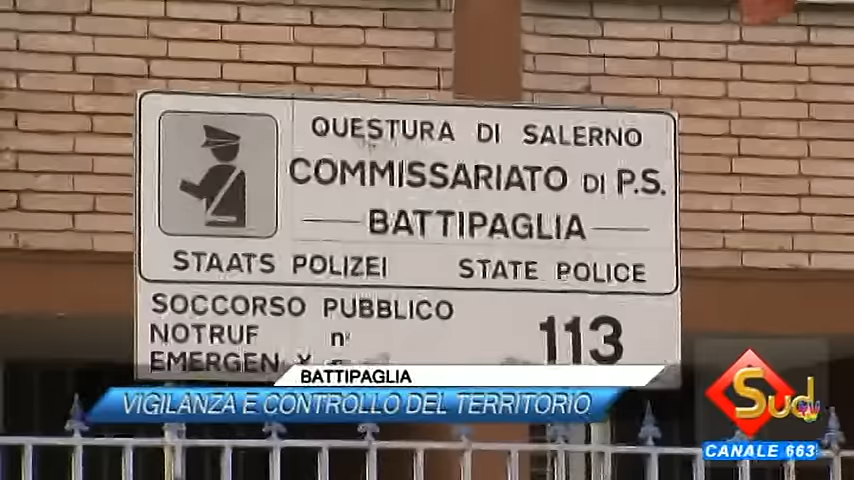 QUESTURA DI SALERNO
COMMISSARIATO DI P.S.
BATTIPAGLIA
STAATS POLIZEI STATE POLICE
SOCCORSO PUBBLICO
NOTRUF n° 113
BATTIPAGLIA
VIGILANZA E CONTROLLO DEL TERRITORIO
Sud tv
CANALE 663